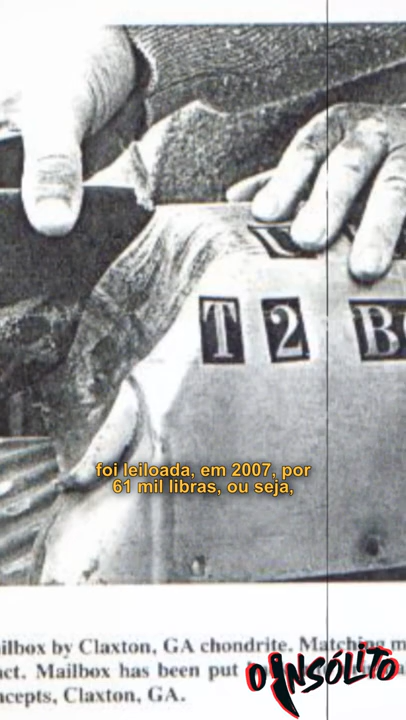 T 2 B
foi leiloada, em 2007, por
61 mil libras, ou seja,
ailbox by Claxton, GA chondrite. Matching m
act. Mailbox has been put
ncepts, Claxton, GA.
O INSÓLITO